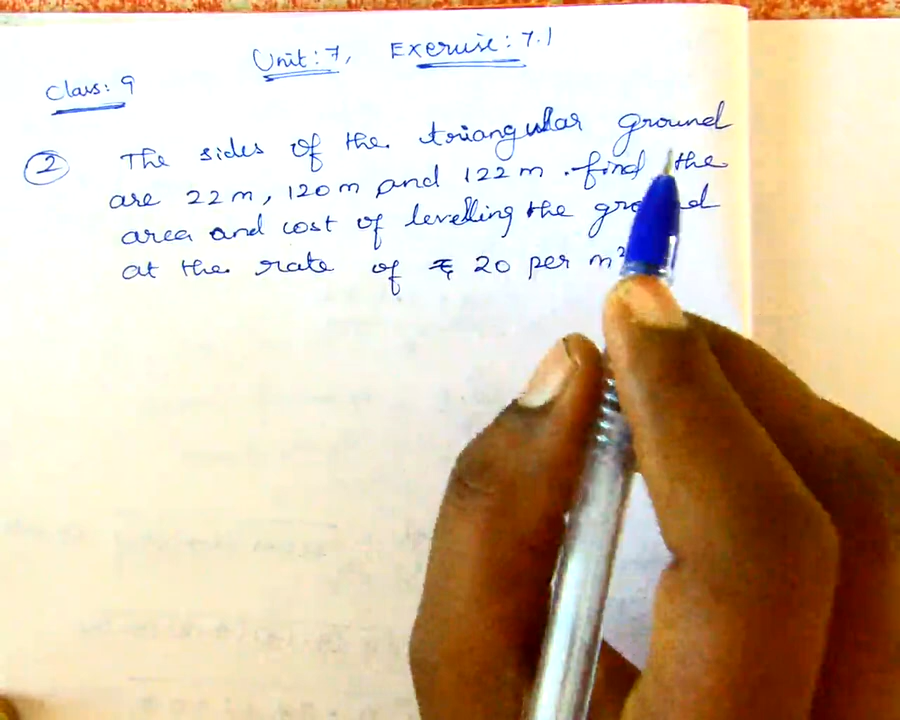 Unit: 7, Exercise: 7.1
Class: 9
2 The sides of the triangular ground
are 22 m, 120 m and 122 m. find the
area and cost of levelling the ground
at the rate of ₹ 20 per m²